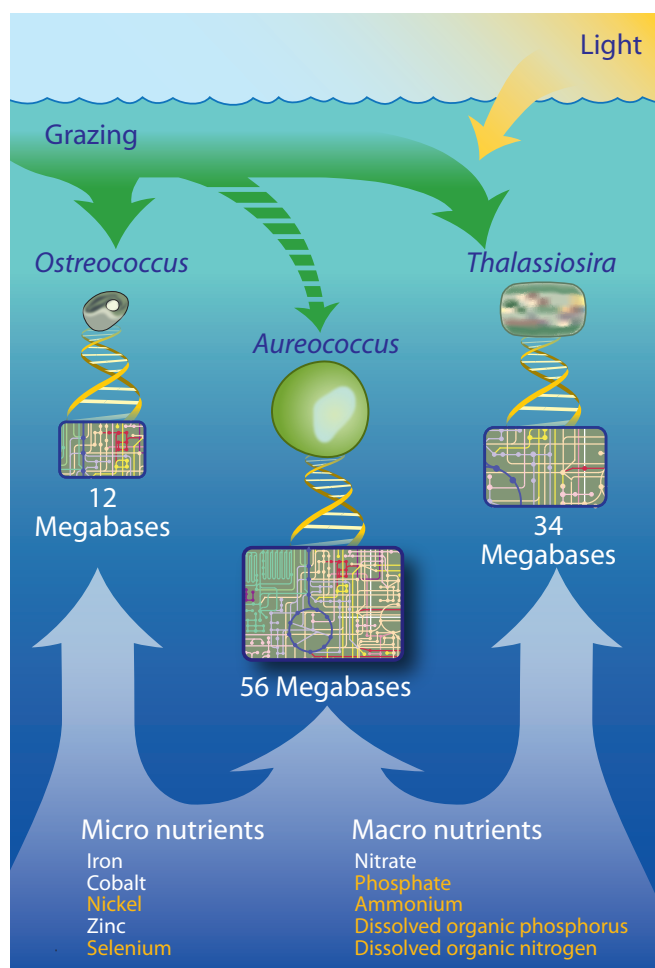 Light
Grazing
Ostreococcus
Thalassiosira
Aureococcus
12
Megabases
34
Megabases
56 Megabases
Micro nutrients
Iron
Cobalt
Nickel
Zinc
Selenium
Macro nutrients
Nitrate
Phosphate
Ammonium
Dissolved organic phosphorus
Dissolved organic nitrogen